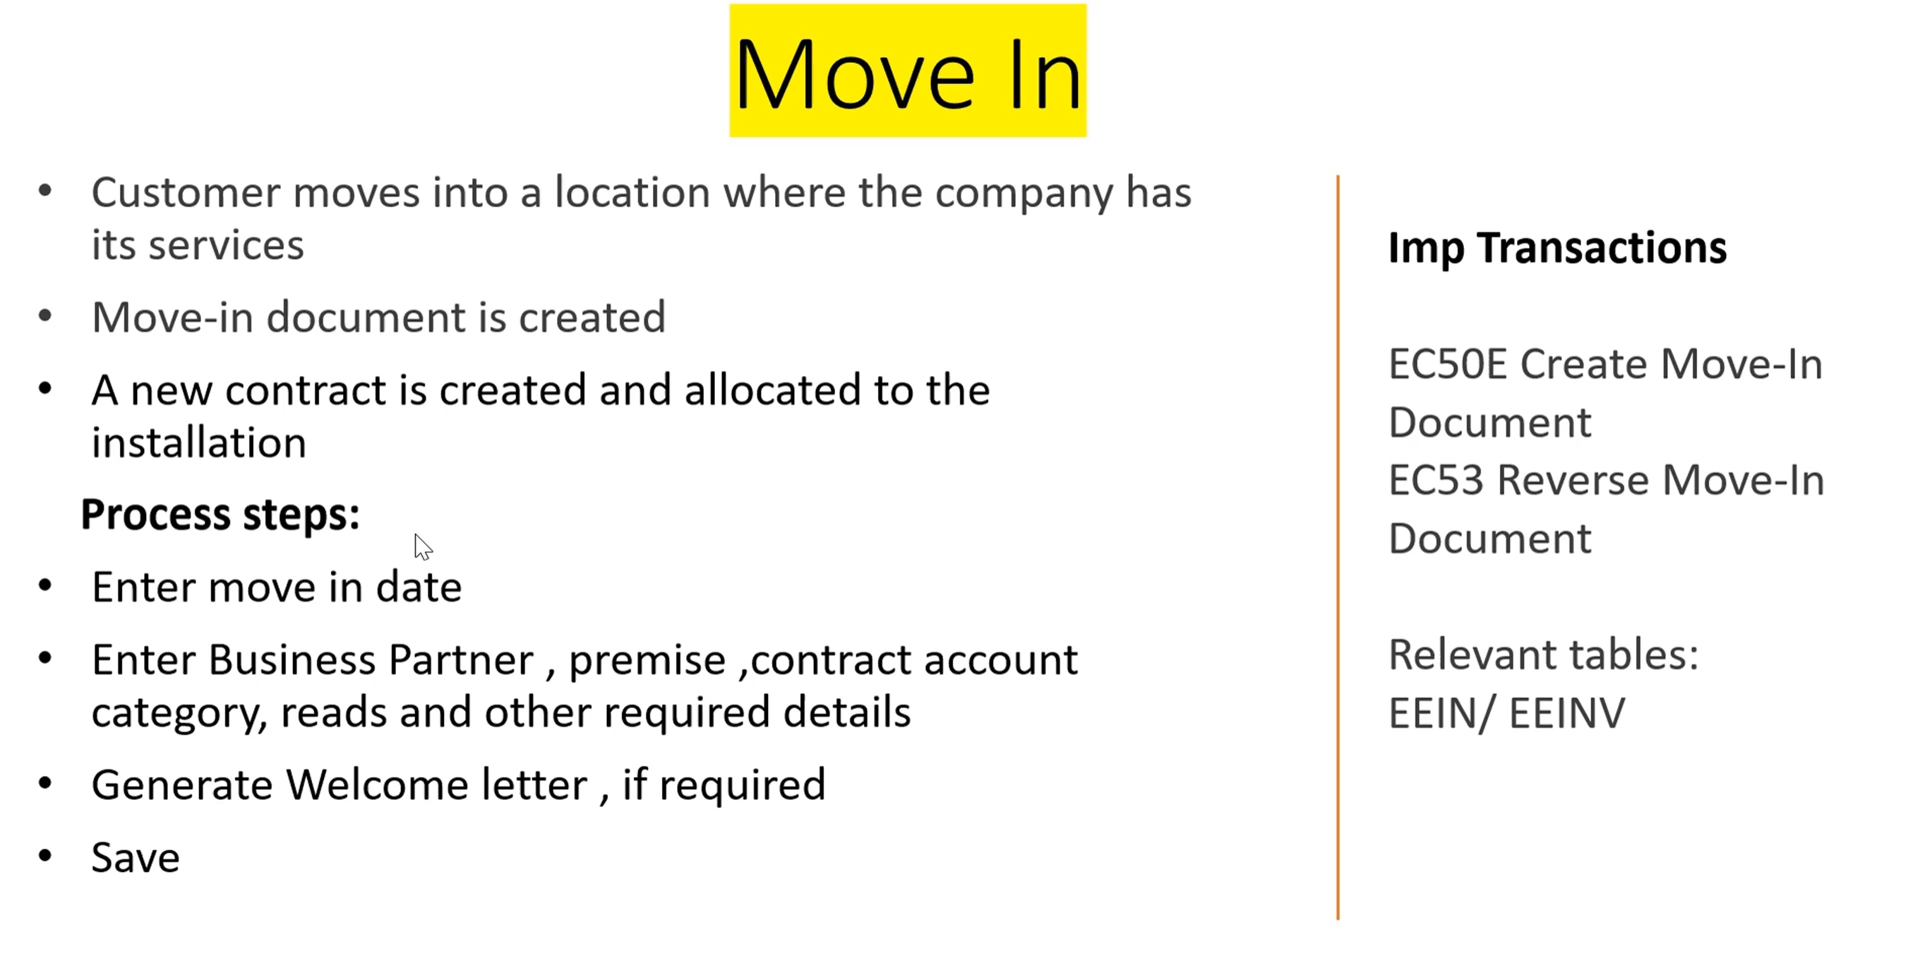 Move In
• Customer moves into a location where the company has
its services
• Move-in document is created
• A new contract is created and allocated to the
installation
Process steps:
• Enter move in date
• Enter Business Partner , premise ,contract account
category, reads and other required details
• Generate Welcome letter , if required
• Save
Imp Transactions
EC50E Create Move-In
Document
EC53 Reverse Move-In
Document
Relevant tables:
EEIN/ EEINV